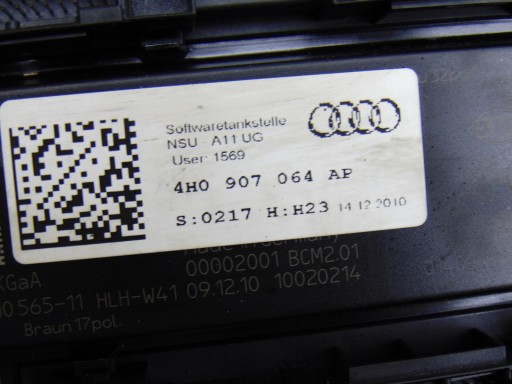 Softwaretankstelle
NSU A11 UG
User: 1569
4H0 907 064 AP
S:0217 H:H23 14.12.2010
Made in Germany
KGaA 00002001 BCM2.01
565-11 HLH-W41 09.12.10 10020214
Braun 17pol.